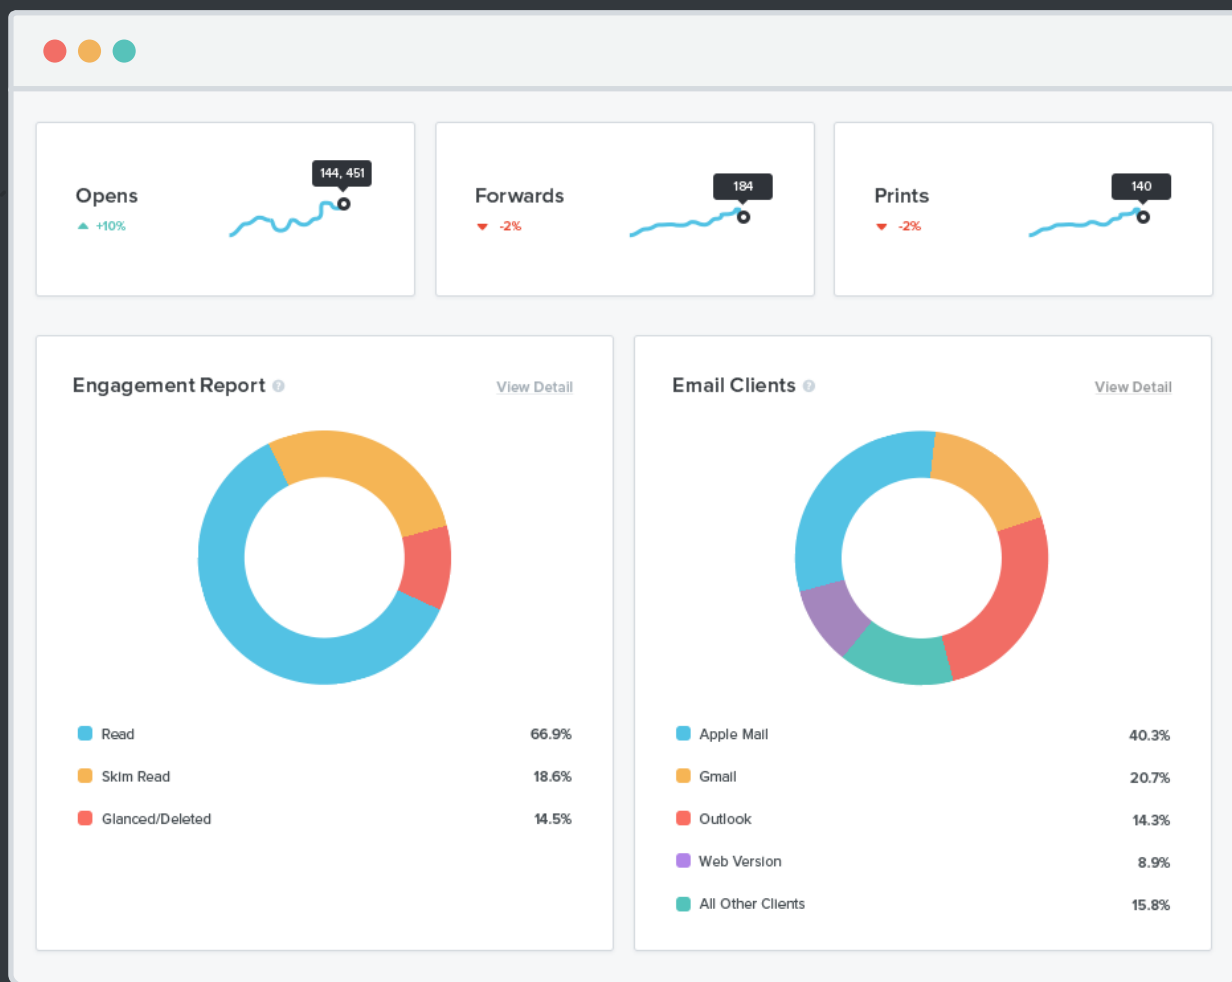 144, 451
184
140
Opens
Forwards
Prints
+10%
-2%
-2%
Engagement Report ?
View Detail
Email Clients ?
View Detail
Read 66.9%
Skim Read 18.6%
Glanced/Deleted 14.5%
Apple Mail 40.3%
Gmail 20.7%
Outlook 14.3%
Web Version 8.9%
All Other Clients 15.8%